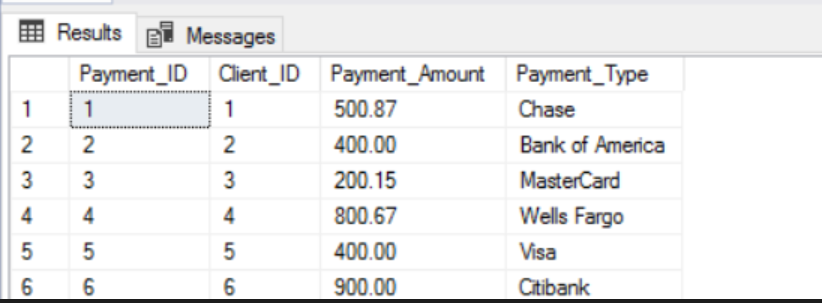 Results Messages
Payment_ID Client_ID Payment_Amount Payment_Type
1 1 1 500.87 Chase
2 2 2 400.00 Bank of America
3 3 3 200.15 MasterCard
4 4 4 800.67 Wells Fargo
5 5 5 400.00 Visa
6 6 6 900.00 Citibank